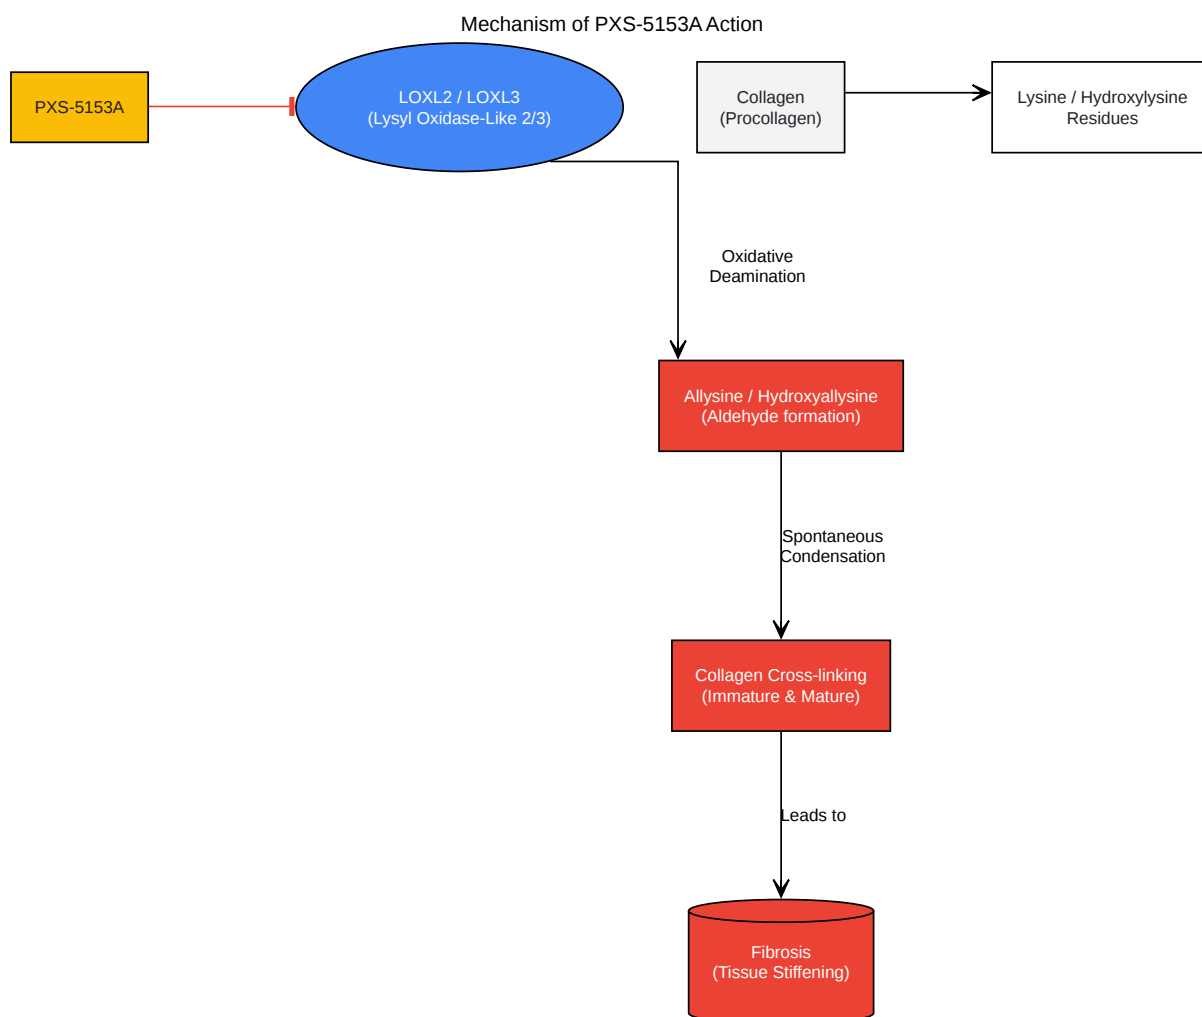 Mechanism of PXS-5153A Action
PXS-5153A
LOXL2 / LOXL3
(Lysyl Oxidase-Like 2/3)
Collagen
(Procollagen)
Lysine / Hydroxylysine
Residues
Oxidative
Deamination
Allysine / Hydroxyallysine
(Aldehyde formation)
Spontaneous
Condensation
Collagen Cross-linking
(Immature & Mature)
Leads to
Fibrosis
(Tissue Stiffening)